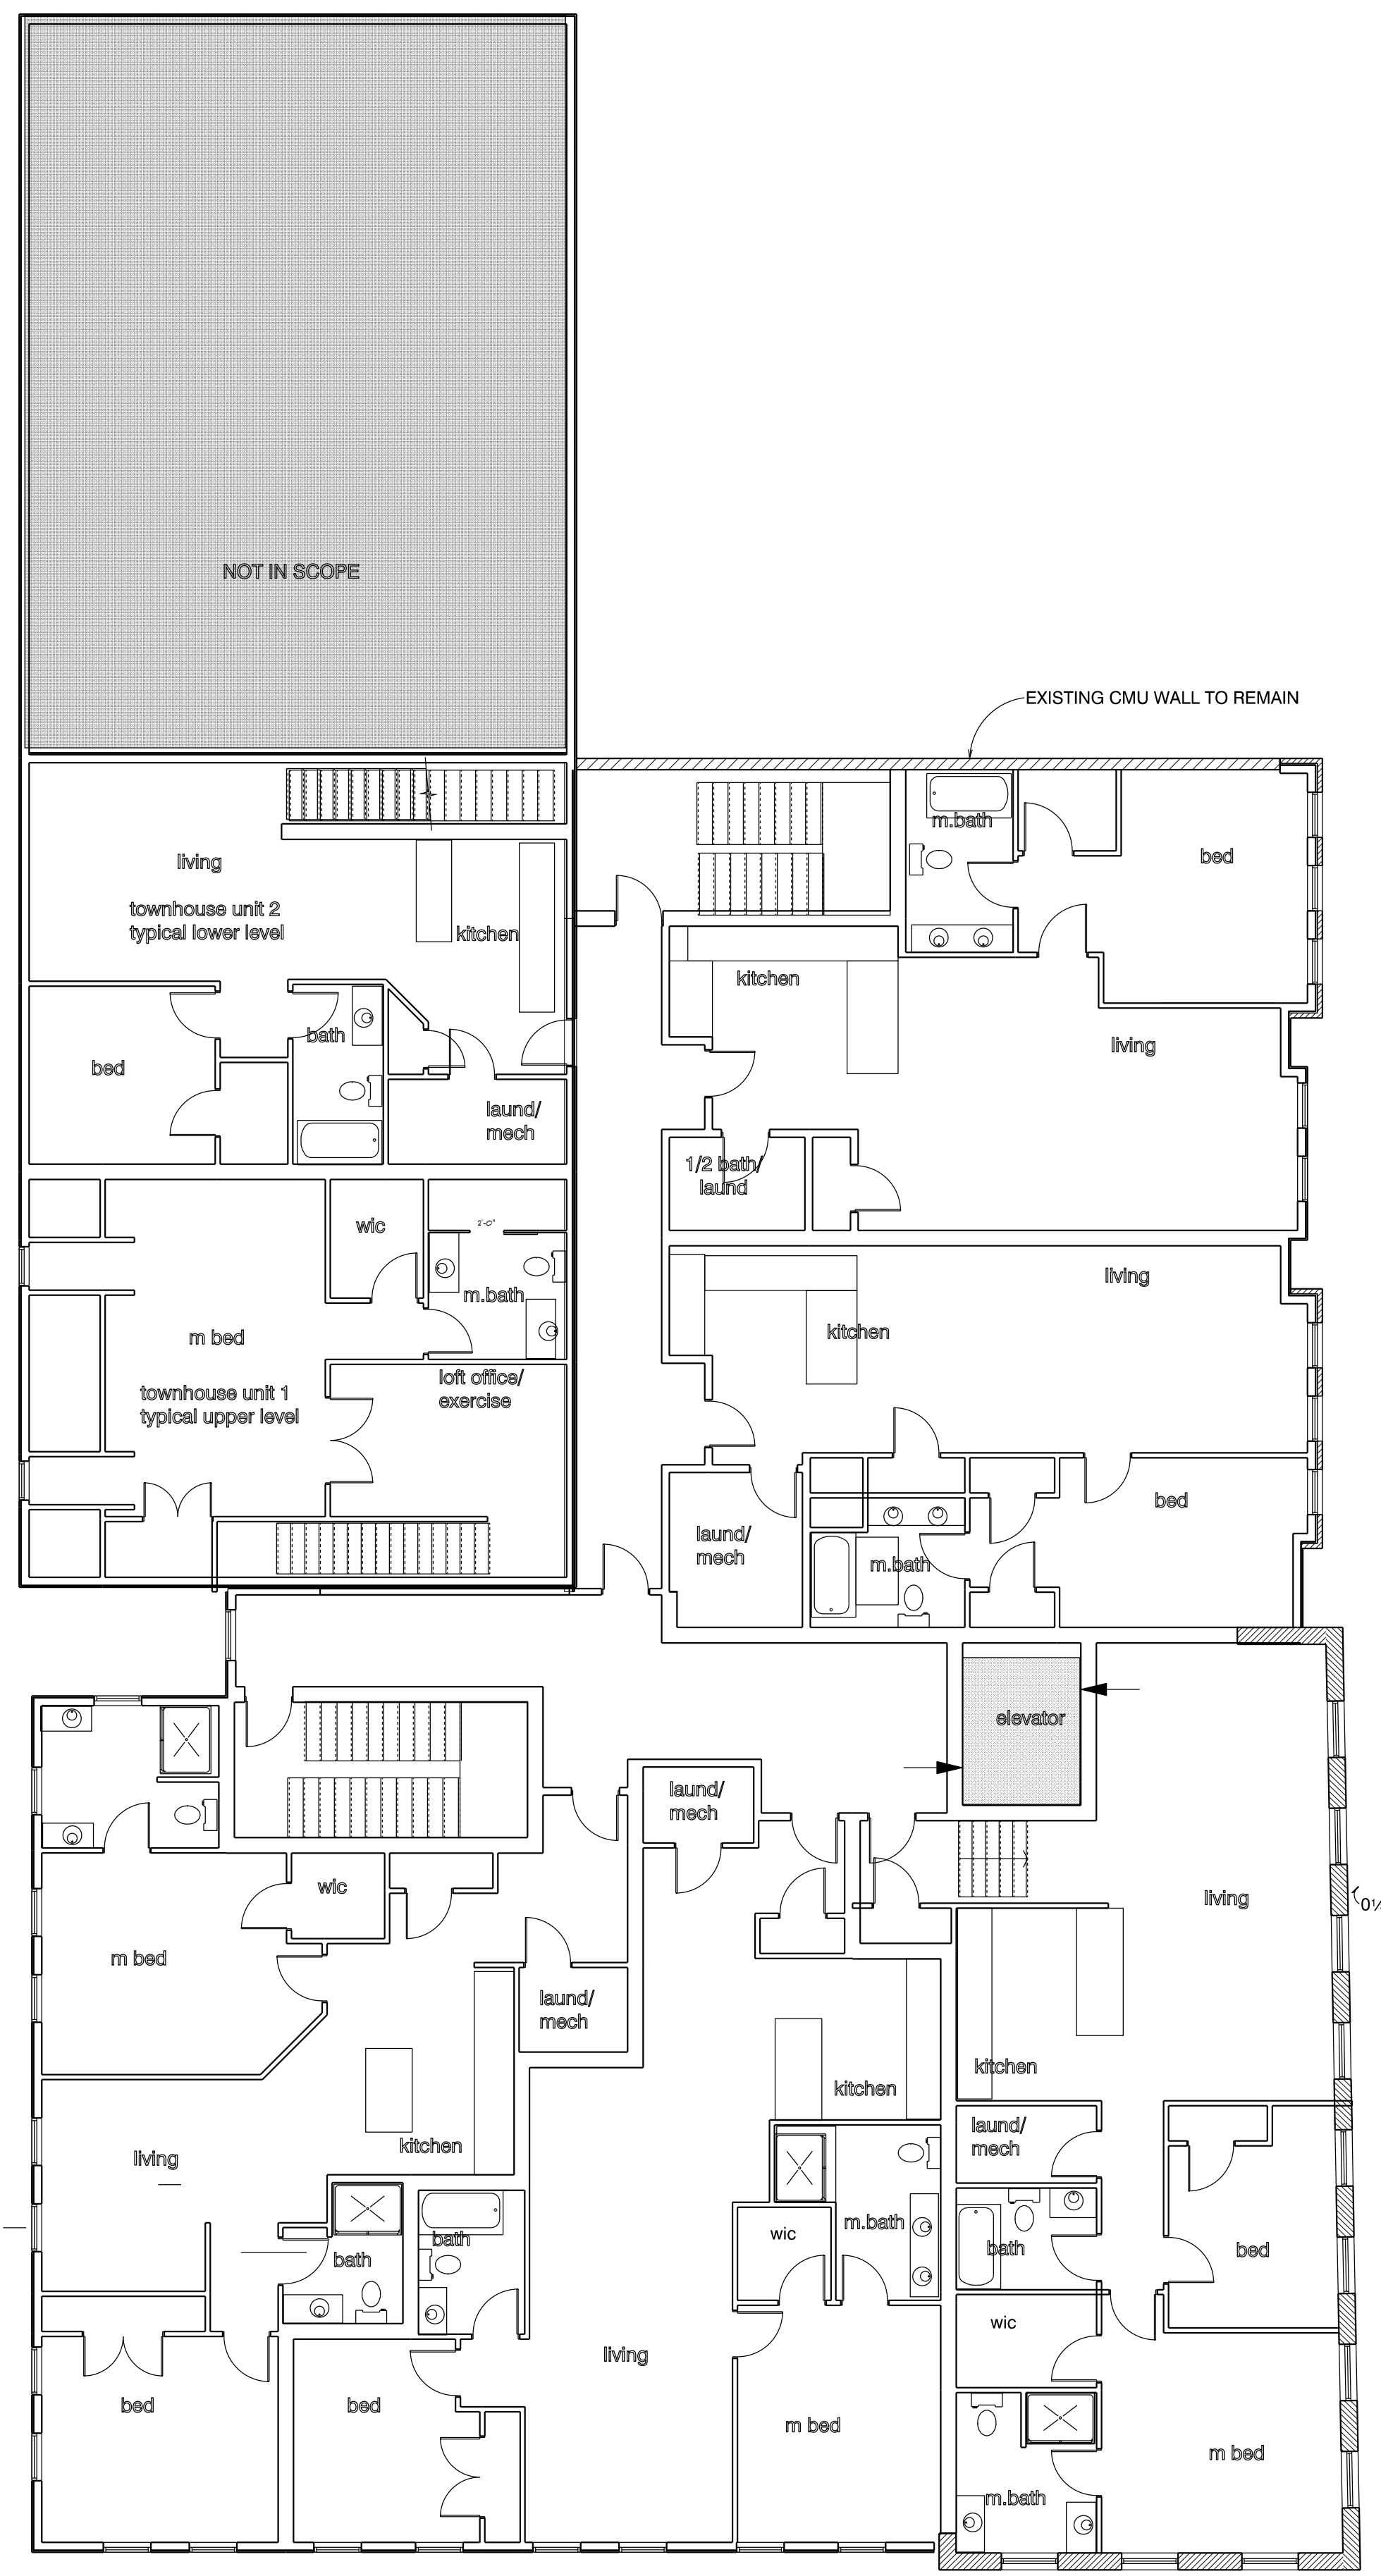 NOT IN SCOPE
EXISTING CMU WALL TO REMAIN
m.bath
living
bed
townhouse unit 2
typical lower level
kitchen
kitchen
bath
living
bed
laund/
mech
1/2 bath/
laund
wic
2'-0"
living
m.bath
kitchen
m bed
loft office/
exercise
townhouse unit 1
typical upper level
bed
laund/
mech
m.bath
elevator
laund/
mech
wic
living
m bed
laund/
mech
kitchen
kitchen
laund/
mech
kitchen
living
m.bath
wic
bath
bath
bath
bed
wic
living
bed
bed
m bed
m bed
m.bath